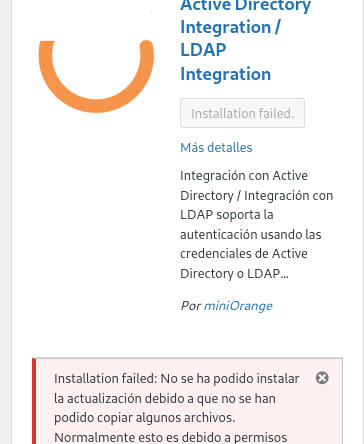 Active Directory
Integration /
LDAP
Integration
Installation failed.
Más detalles
Integración con Active
Directory / Integración con
LDAP soporta la
autenticación usando las
credenciales de Active
Directory o LDAP...
Por miniOrange
Installation failed: No se ha podido instalar
la actualización debido a que no se han
podido copiar algunos archivos.
Normalmente esto es debido a permisos